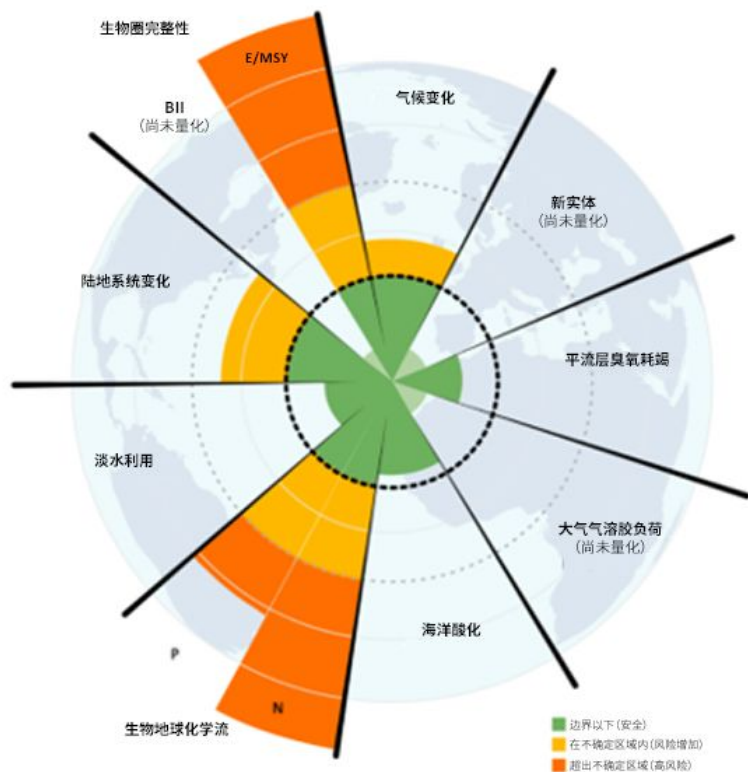 生物圈完整性
E/MSY
BII
(尚未量化)
气候变化
新实体
(尚未量化)
陆地系统变化
平流层臭氧耗竭
淡水利用
大气气溶胶负荷
(尚未量化)
海洋酸化
P
N
生物地球化学流
边界以下(安全)
在不确定区域内(风险增加)
超出不确定区域(高风险)